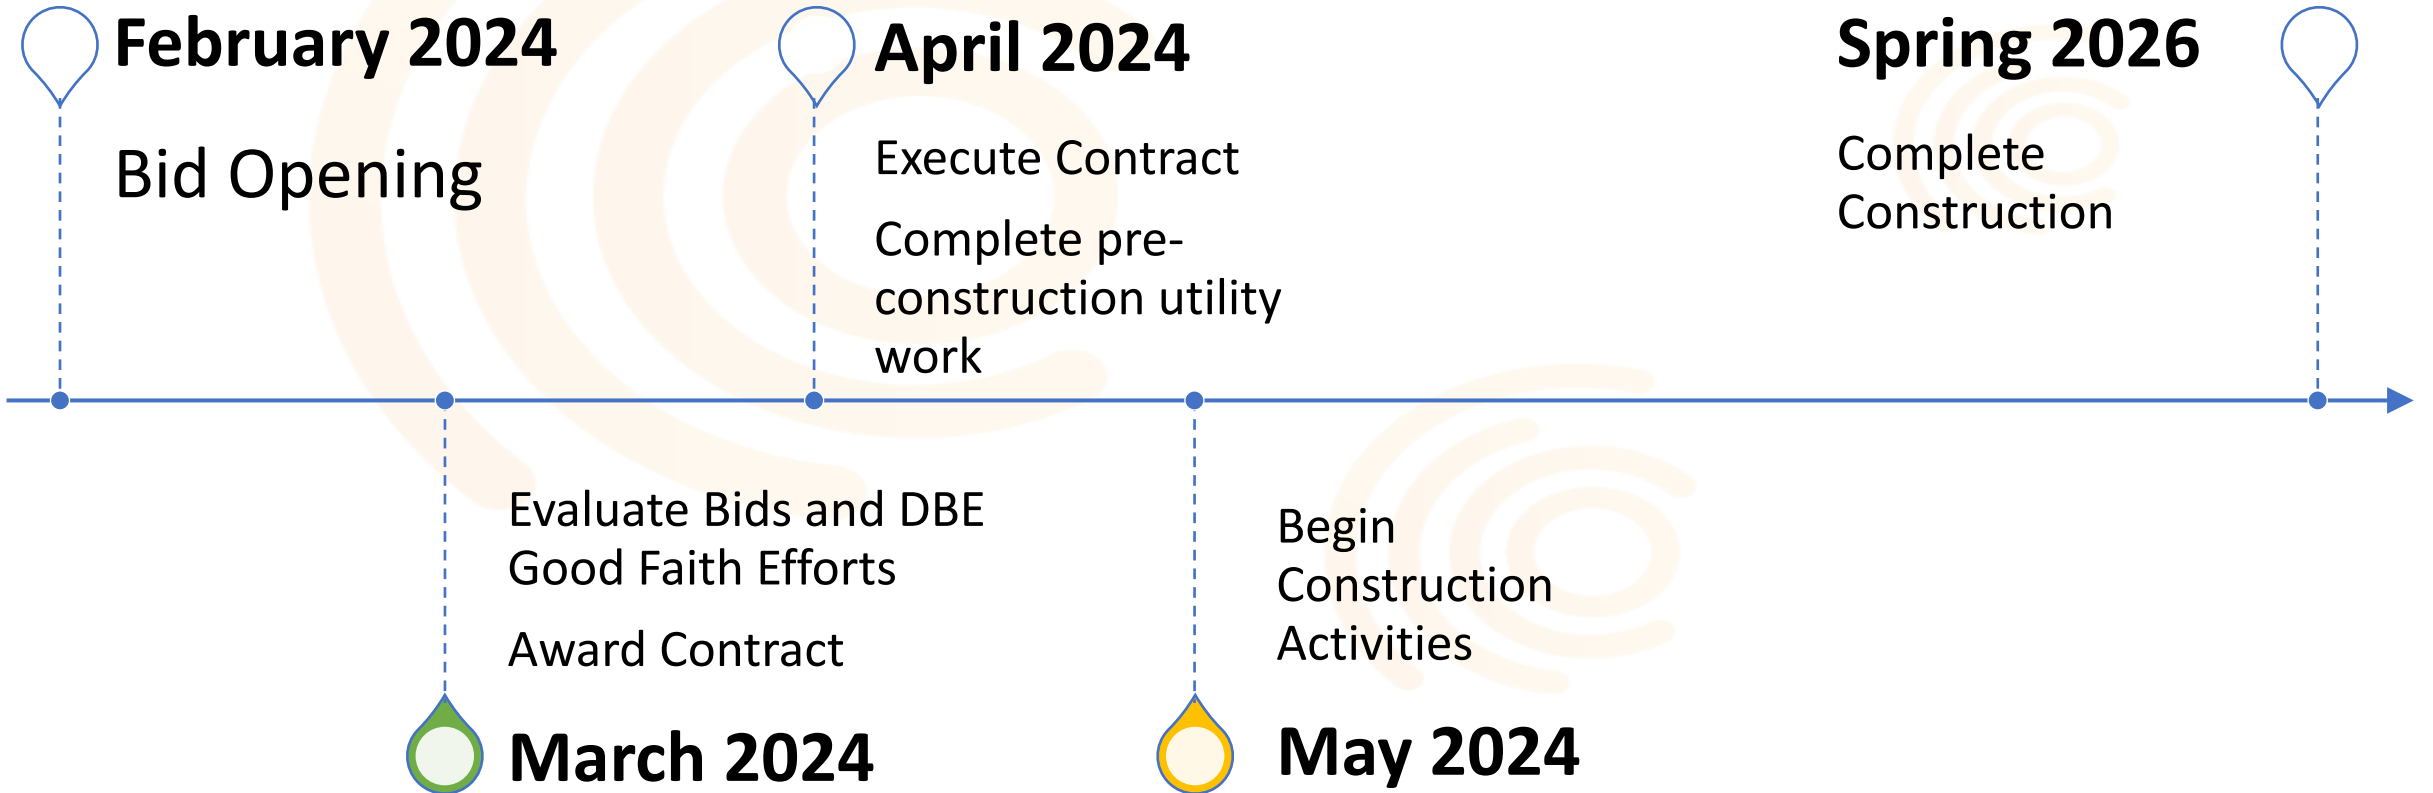 February 2024
Bid Opening
Evaluate Bids and DBE
Good Faith Efforts
Award Contract
March 2024
April 2024
Execute Contract
Complete pre-
construction utility
work
Begin
Construction
Activities
May 2024
Spring 2026
Complete
Construction